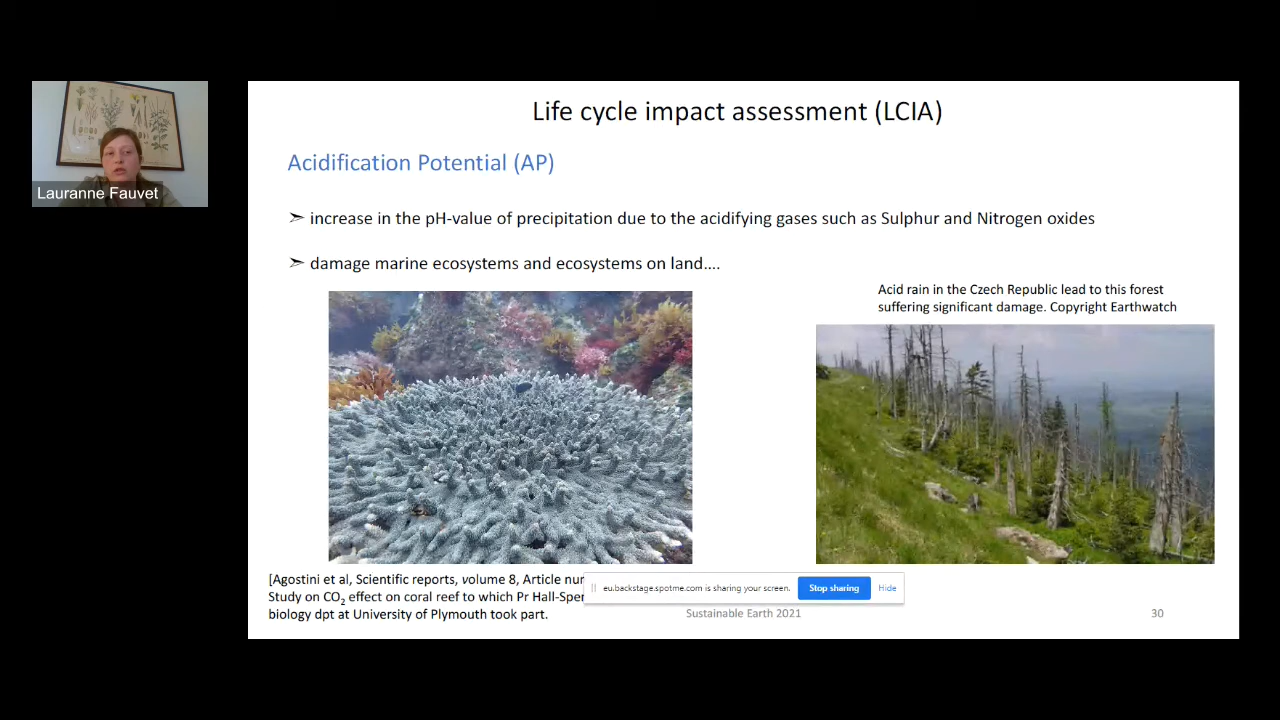 Lauranne Fauvet
Life cycle impact assessment (LCIA)
Acidification Potential (AP)
➢ increase in the pH-value of precipitation due to the acidifying gases such as Sulphur and Nitrogen oxides
➢ damage marine ecosystems and ecosystems on land....
Acid rain in the Czech Republic lead to this forest
suffering significant damage. Copyright Earthwatch
[Agostini et al, Scientific reports, volume 8, Article
Study on CO2 effect on coral reef to which Pr
biology dpt at University of Plymouth took part.
eu.backstage.spotme.com is sharing your screen.
Stop sharing
Hide
Sustainable Earth 2021
30